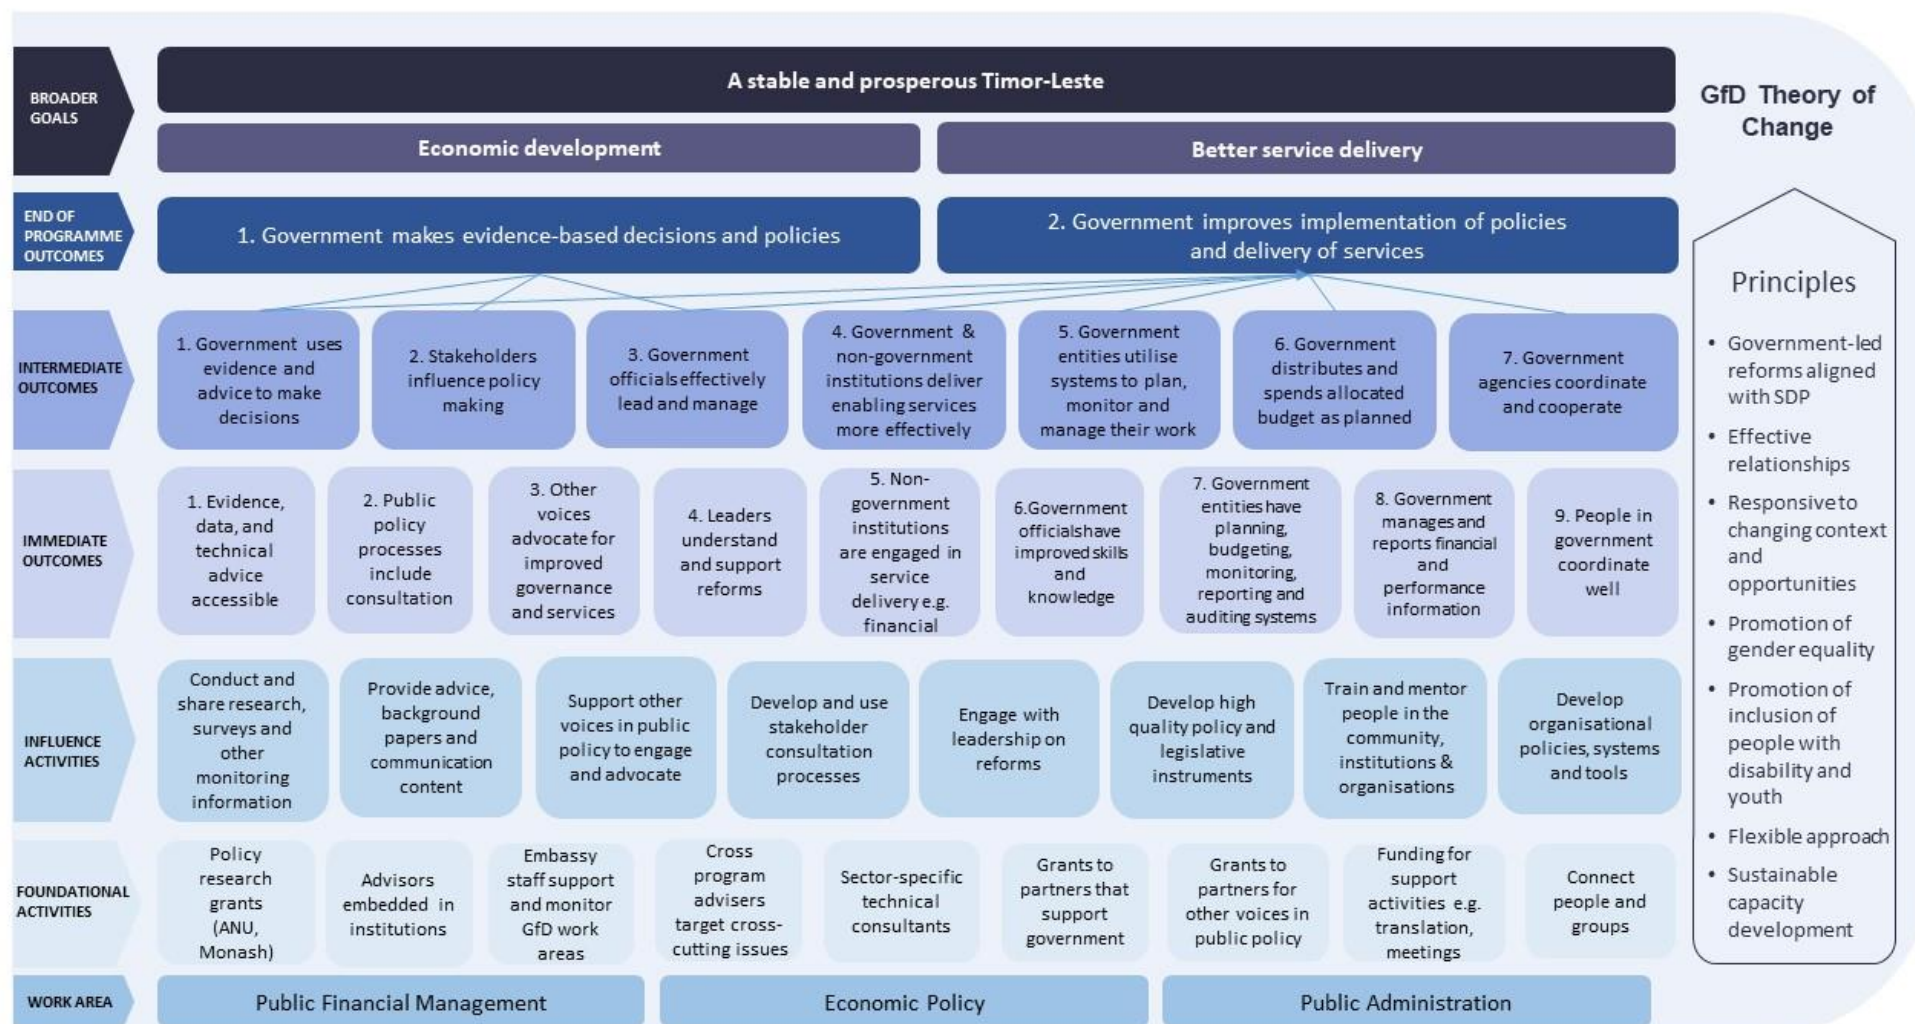 BROADER
GOALS
A stable and prosperous Timor-Leste
Economic development
Better service delivery
GfD Theory of
Change
END OF
PROGRAMME
OUTCOMES
1. Government makes evidence-based decisions and policies
2. Government improves implementation of policies
and delivery of services
INTERMEDIATE
OUTCOMES
1. Government uses
evidence and
advice to make
decisions
2. Stakeholders
influence policy
making
3. Government
officials effectively
lead and manage
4. Government &
non-government
institutions deliver
enabling services
more effectively
5. Government
entities utilise
systems to plan,
monitor and
manage their work
6. Government
distributes and
spends allocated
budget as planned
7. Government
agencies coordinate
and cooperate
IMMEDIATE
OUTCOMES
1. Evidence,
data, and
technical
advice
accessible
2. Public
policy
processes
include
consultation
3. Other
voices
advocate for
improved
governance
and services
4. Leaders
understand
and support
reforms
5. Non-
government
institutions
are engaged in
service
delivery e.g.
financial
6.Government
officials have
improved skills
and
knowledge
7. Government
entities have
planning,
budgeting,
monitoring,
reporting and
auditing systems
8. Government
manages and
reports financial
and
performance
information
9. People in
government
coordinate
well
INFLUENCE
ACTIVITIES
Conduct and
share research,
surveys and
other
monitoring
information
Provide advice,
background
papers and
communication
content
Support other
voices in public
policy to engage
and advocate
Develop and use
stakeholder
consultation
processes
Engage with
leadership on
reforms
Develop high
quality policy and
legislative
instruments
Train and mentor
people in the
community,
institutions &
organisations
Develop
organisational
policies, systems
and tools
FOUNDATIONAL
ACTIVITIES
Policy
research
grants
(ANU,
Monash)
Advisors
embedded in
institutions
Embassy
staff support
and monitor
GfD work
areas
Cross
program
advisers
target cross-
cutting issues
Sector-specific
technical
consultants
Grants to
partners that
support
government
Grants to
partners for
other voices in
public policy
Funding for
support
activities e.g.
translation,
meetings
Connect
people and
groups
WORK AREA
Public Financial Management
Economic Policy
Public Administration
Principles
• Government-led
reforms aligned
with SDP
• Effective
relationships
• Responsive to
changing context
and
opportunities
• Promotion of
gender equality
• Promotion of
inclusion of
people with
disability and
youth
• Flexible approach
• Sustainable
capacity
development